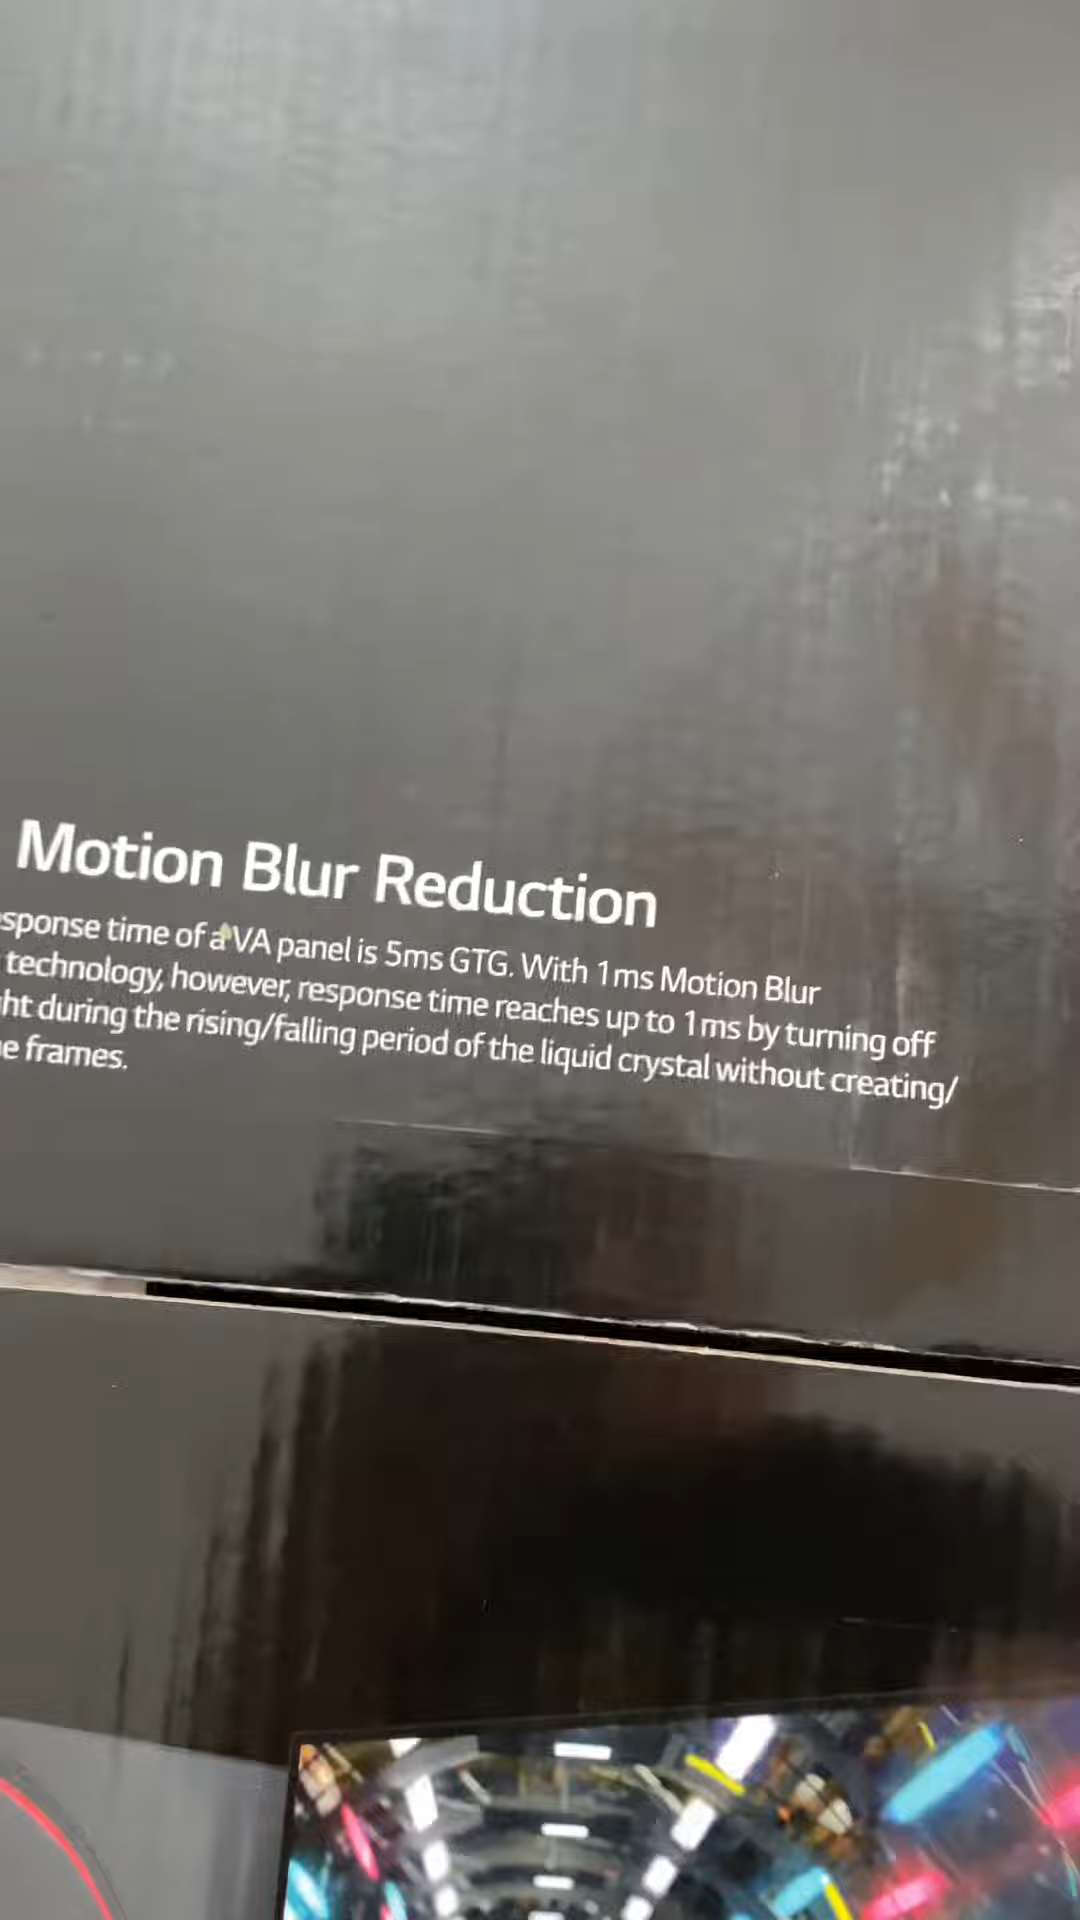 Motion Blur Reduction
sponse time of a VA panel is 5ms GTG. With 1ms Motion Blur
technology, however, response time reaches up to 1ms by turning off
ht during the rising/falling period of the liquid crystal without creating/
e frames.